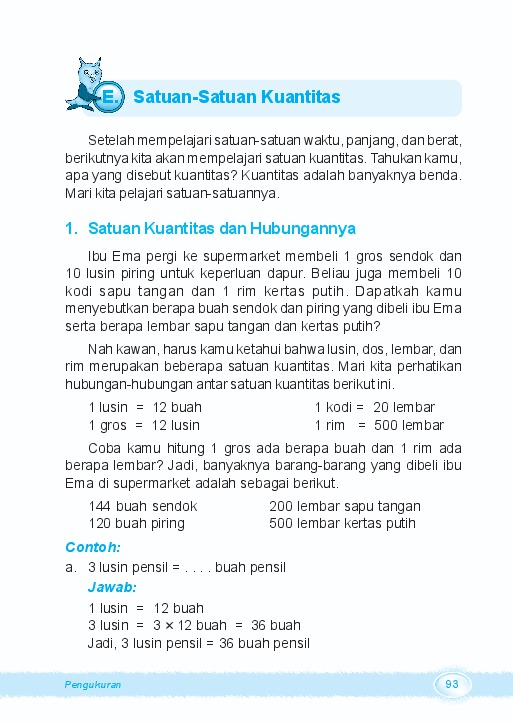 E. Satuan-Satuan Kuantitas
Setelah mempelajari satuan-satuan waktu, panjang, dan berat,
berikutnya kita akan mempelajari satuan kuantitas. Tahukan kamu,
apa yang disebut kuantitas? Kuantitas adalah banyaknya benda.
Mari kita pelajari satuan-satuannya.
1. Satuan Kuantitas dan Hubungannya
Ibu Ema pergi ke supermarket membeli 1 gros sendok dan
10 lusin piring untuk keperluan dapur. Beliau juga membeli 10
kodi sapu tangan dan 1 rim kertas putih. Dapatkah kamu
menyebutkan berapa buah sendok dan piring yang dibeli ibu Ema
serta berapa lembar sapu tangan dan kertas putih?
Nah kawan, harus kamu ketahui bahwa lusin, dos, lembar, dan
rim merupakan beberapa satuan kuantitas. Mari kita perhatikan
hubungan-hubungan antar satuan kuantitas berikut ini.
1 lusin = 12 buah 1 kodi = 20 lembar
1 gros = 12 lusin 1 rim = 500 lembar
Coba kamu hitung 1 gros ada berapa buah dan 1 rim ada
berapa lembar? Jadi, banyaknya barang-barang yang dibeli ibu
Ema di supermarket adalah sebagai berikut.
144 buah sendok 200 lembar sapu tangan
120 buah piring 500 lembar kertas putih
Contoh:
a. 3 lusin pensil = . . . . buah pensil
Jawab:
1 lusin = 12 buah
3 lusin = 3 × 12 buah = 36 buah
Jadi, 3 lusin pensil = 36 buah pensil
Pengukuran 93